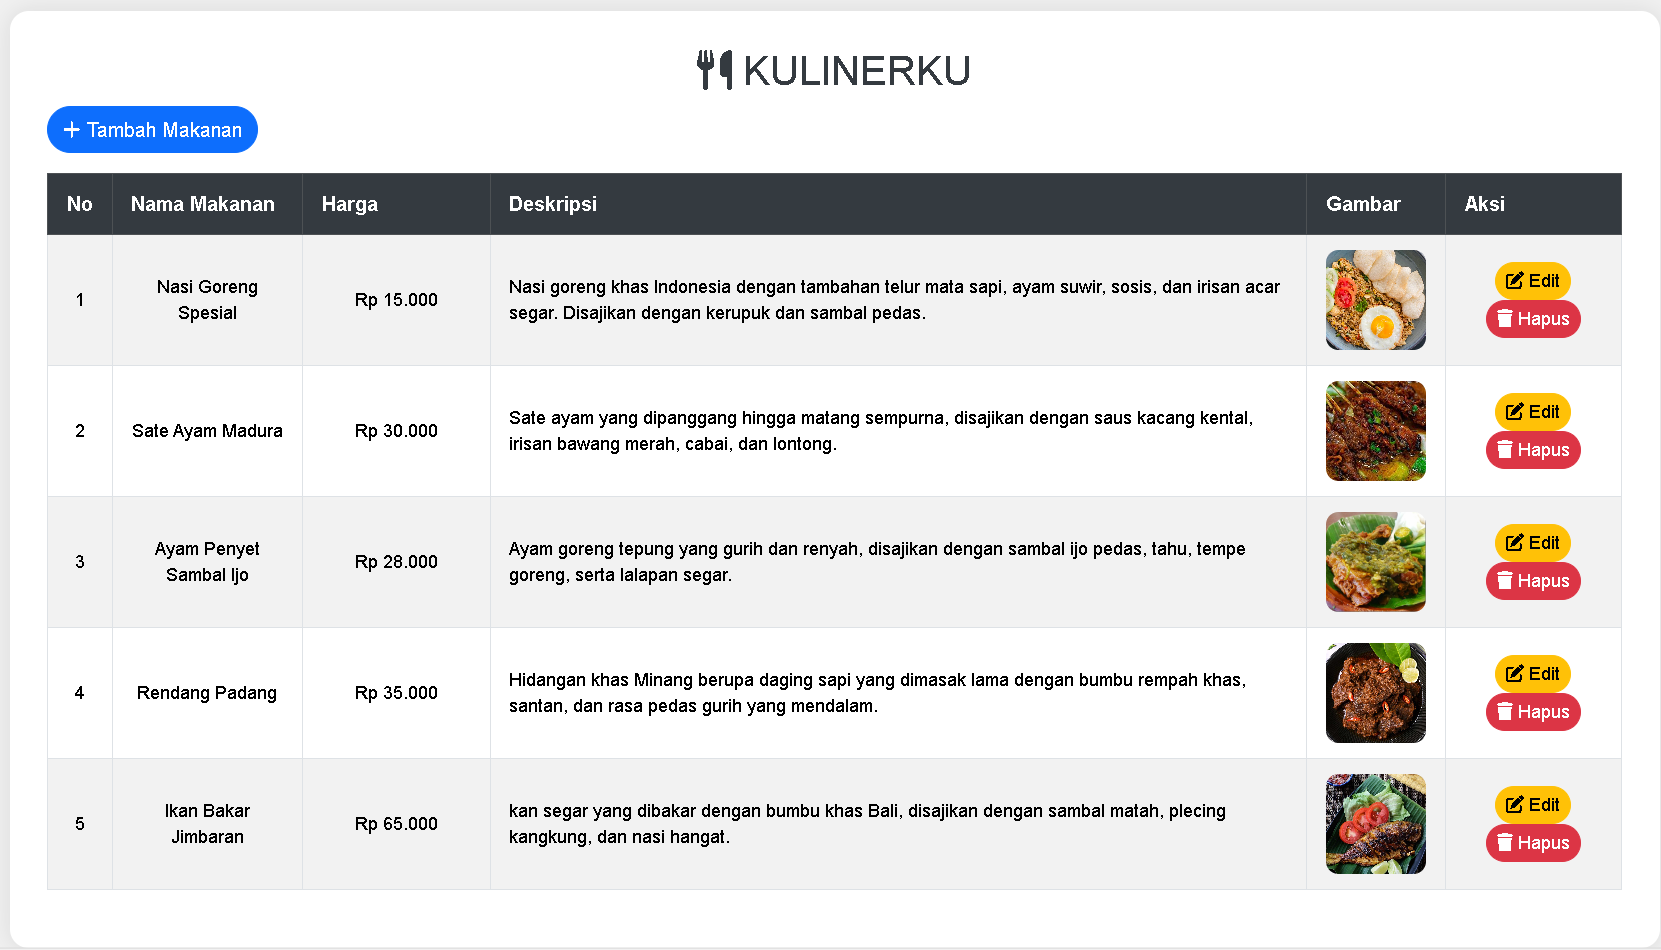 KULINERKU
Tambah Makanan
No Nama Makanan Harga Deskripsi Gambar Aksi
1 Nasi Goreng Spesial Rp 15.000 Nasi goreng khas Indonesia dengan tambahan telur mata sapi, ayam suwir, sosis, dan irisan acar
segar. Disajikan dengan kerupuk dan sambal pedas.
Edit
Hapus
2 Sate Ayam Madura Rp 30.000 Sate ayam yang dipanggang hingga matang sempurna, disajikan dengan saus kacang kental,
irisan bawang merah, cabai, dan lontong.
Edit
Hapus
3 Ayam Penyet Sambal Ijo Rp 28.000 Ayam goreng tepung yang gurih dan renyah, disajikan dengan sambal ijo pedas, tahu, tempe
goreng, serta lalapan segar.
Edit
Hapus
4 Rendang Padang Rp 35.000 Hidangan khas Minang berupa daging sapi yang dimasak lama dengan bumbu rempah khas,
santan, dan rasa pedas gurih yang mendalam.
Edit
Hapus
5 Ikan Bakar Jimbaran Rp 65.000 kan segar yang dibakar dengan bumbu khas Bali, disajikan dengan sambal matah, plecing
kangkung, dan nasi hangat.
Edit
Hapus